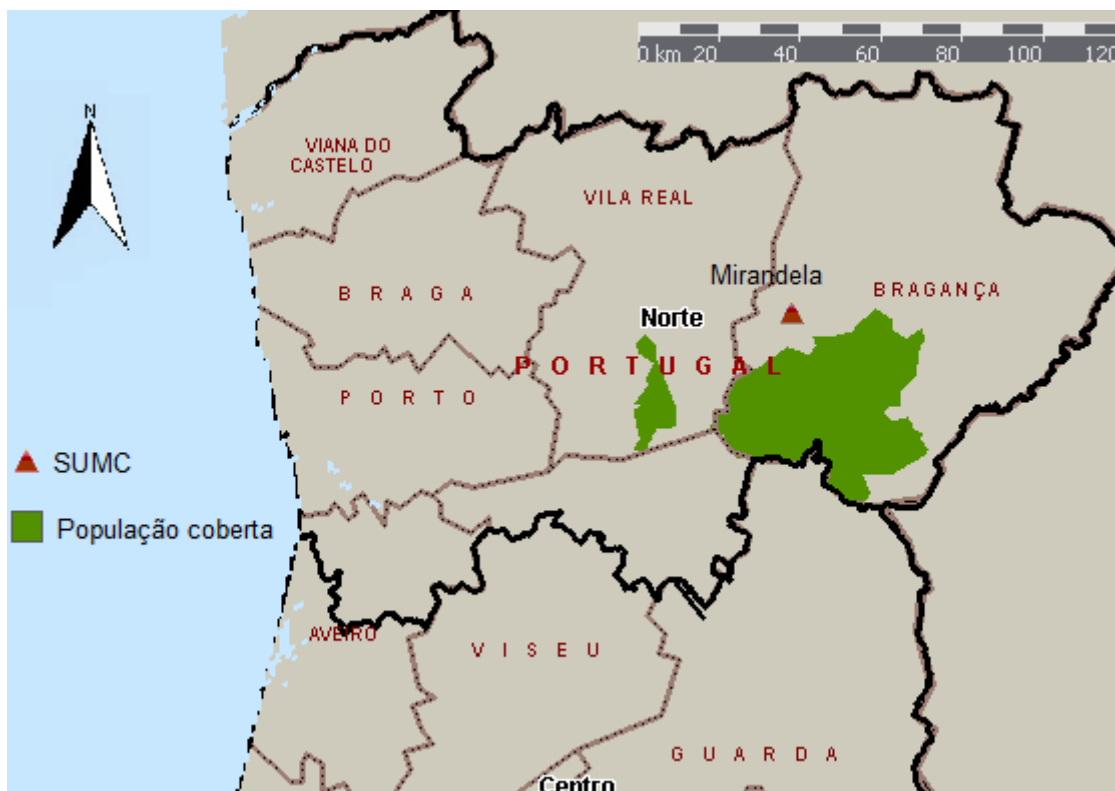 0 km 20 40 60 80 100 120
N
VIANA DO
CASTELO
VILA REAL
Mirandela
BRAGA
BRAGANÇA
Norte
PORTUGAL
PORTO
SUMC
População coberta
AVEIRO
VISEU
GUARDA
Centro